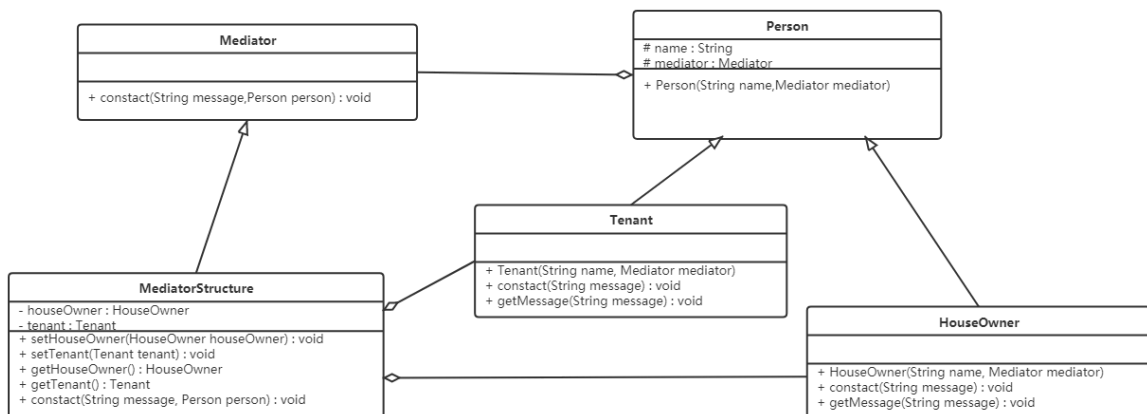 Mediator
+ constact(String message,Person person) : void
Person
# name : String
# mediator : Mediator
+ Person(String name,Mediator mediator)
Tenant
+ Tenant(String name, Mediator mediator)
+ constact(String message) : void
+ getMessage(String message) : void
MediatorStructure
- houseOwner : HouseOwner
- tenant : Tenant
+ setHouseOwner(HouseOwner houseOwner) : void
+ setTenant(Tenant tenant) : void
+ getHouseOwner() : HouseOwner
+ getTenant() : Tenant
+ constact(String message, Person person) : void
HouseOwner
+ HouseOwner(String name, Mediator mediator)
+ constact(String message) : void
+ getMessage(String message) : void